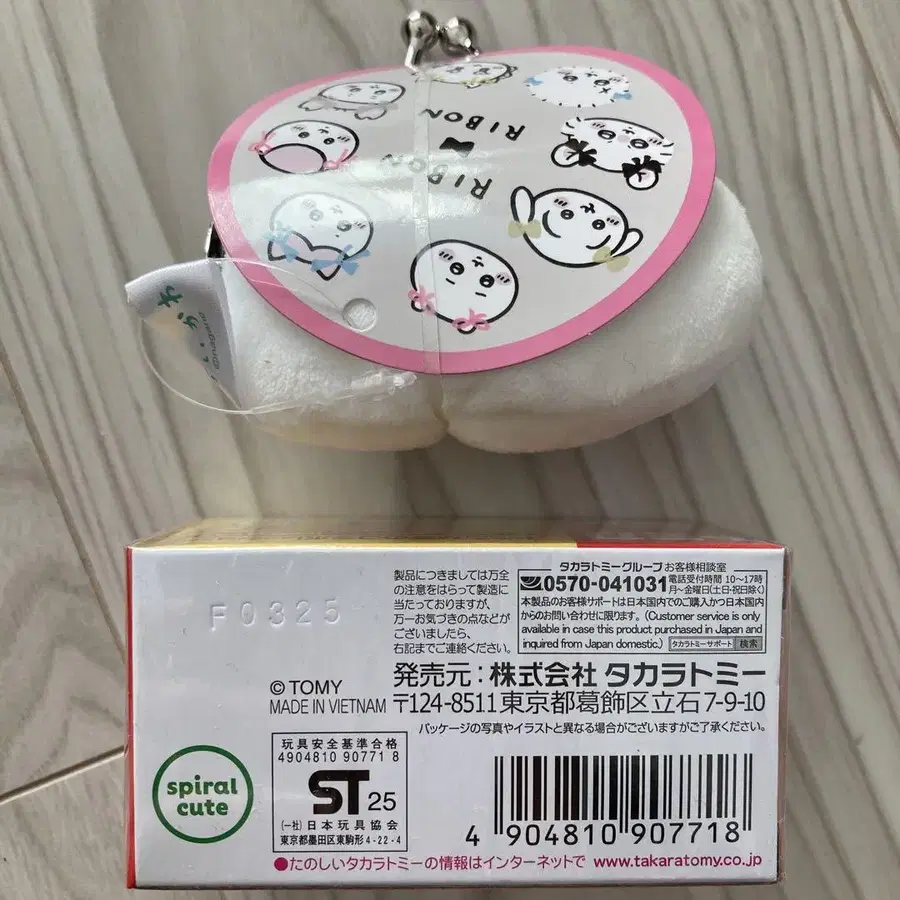 RIBON
RIBON
©nagano
F0325
製品につきましては万全
の注意をはらって製造に
当たっておりますが、
万一お気づきの点などが
ございましたら、
右記までご連絡ください。
タカラトミーグループ お客様相談室
0570-041031 電話受付時間 10～17時
月～金曜日(土日・祝日除く)
本製品のお客様サポートは日本国内でのご購入かつ日本国内
からのお問い合わせに限ります。(Customer service is only
available in case this product purchased in Japan and
inquired from Japan domestic.) タカラトミーサポート 検索
発売元：株式会社 タカラトミー
© TOMY
MADE IN VIETNAM
〒124-8511 東京都葛飾区立石7-9-10
パッケージの写真やイラストと異なる場合がございますがご了承ください。
spiral
cute
玩具安全基準合格
4904810 90771 8
ST 25
(一社)日本玩具協会
東京都墨田区東駒形4-22-4
4 904810 907718
●たのしいタカラトミーの情報はインターネットで www.takaratomy.co.jp